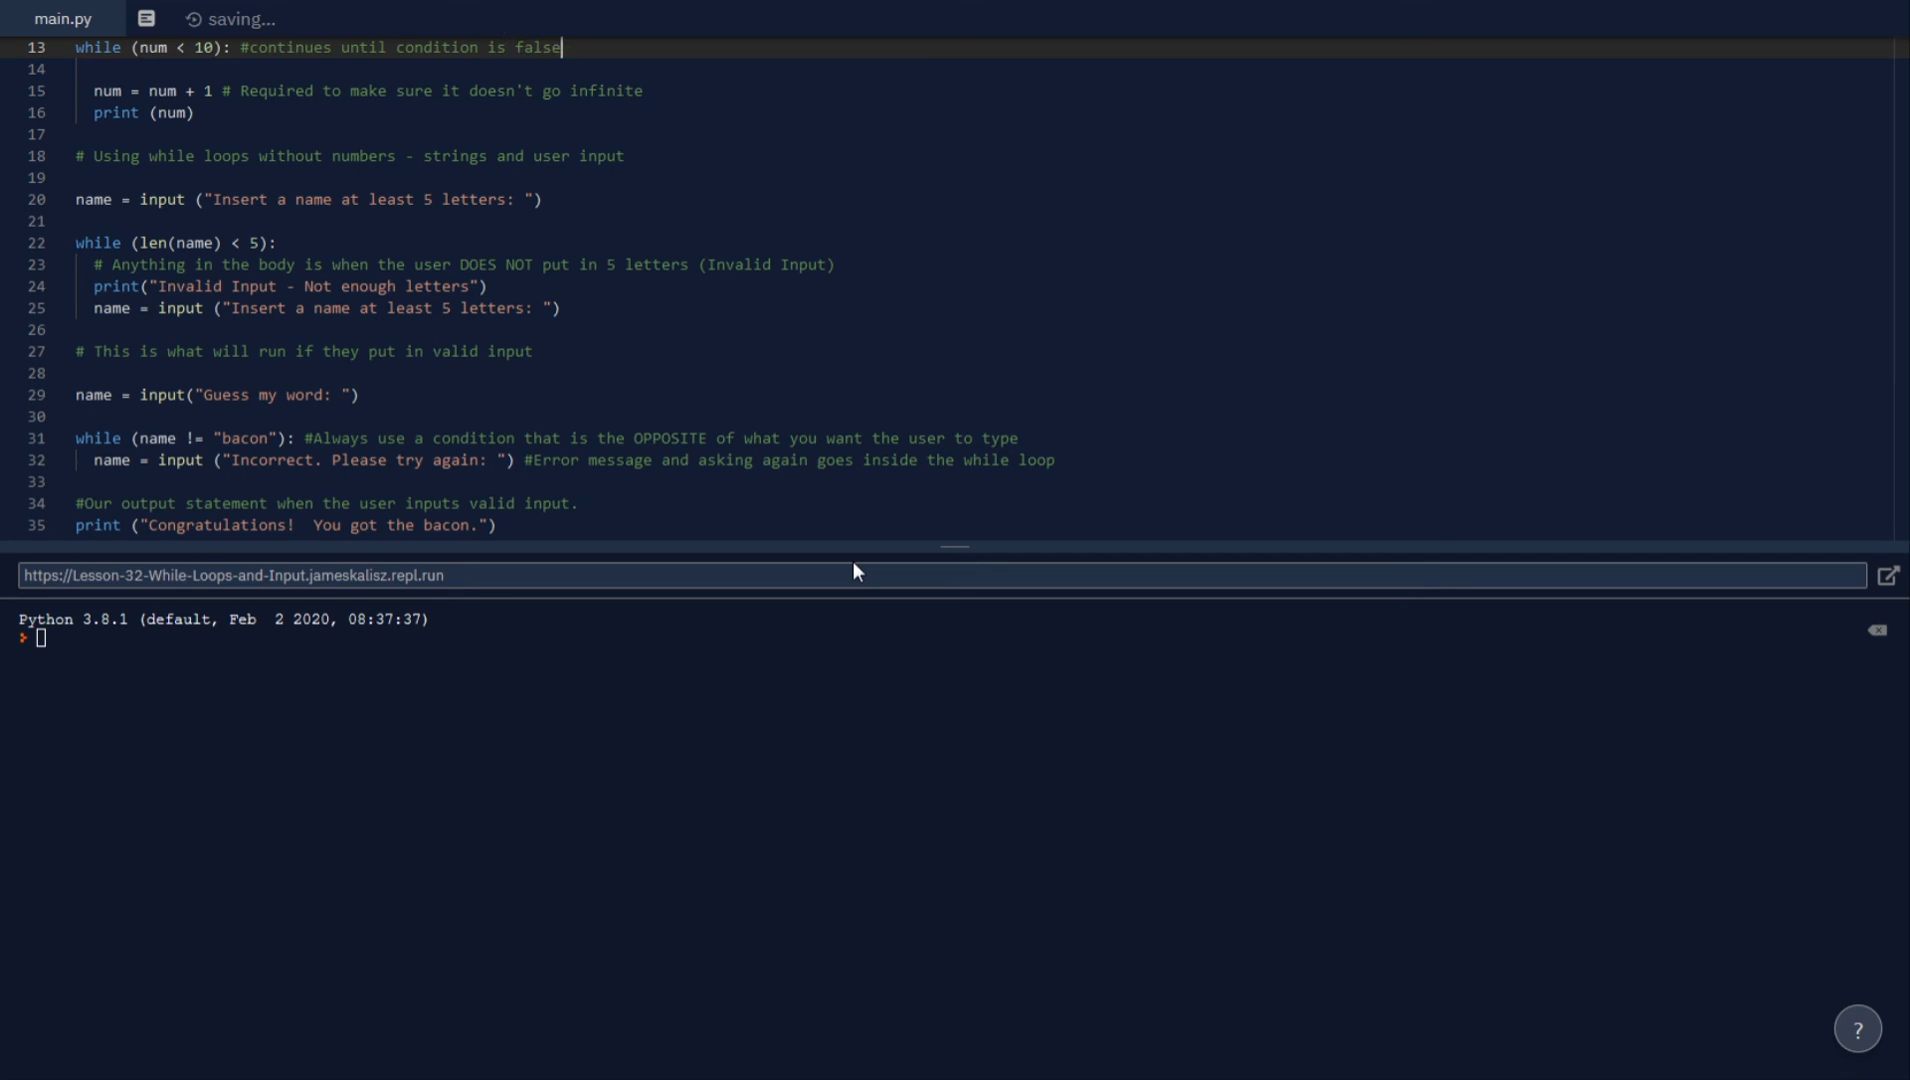 main.py saving...
13 while (num < 10): #continues until condition is false
14
15 num = num + 1 # Required to make sure it doesn't go infinite
16 print (num)
17
18 # Using while loops without numbers - strings and user input
19
20 name = input ("Insert a name at least 5 letters: ")
21
22 while (len(name) < 5):
23 # Anything in the body is when the user DOES NOT put in 5 letters (Invalid Input)
24 print("Invalid Input - Not enough letters")
25 name = input ("Insert a name at least 5 letters: ")
26
27 # This is what will run if they put in valid input
28
29 name = input("Guess my word: ")
30
31 while (name != "bacon"): #Always use a condition that is the OPPOSITE of what you want the user to type
32 name = input ("Incorrect. Please try again: ") #Error message and asking again goes inside the while loop
33
34 #Our output statement when the user inputs valid input.
35 print ("Congratulations!  You got the bacon.")
https://Lesson-32-While-Loops-and-Input.jameskalisz.repl.run
Python 3.8.1 (default, Feb  2 2020, 08:37:37)
?